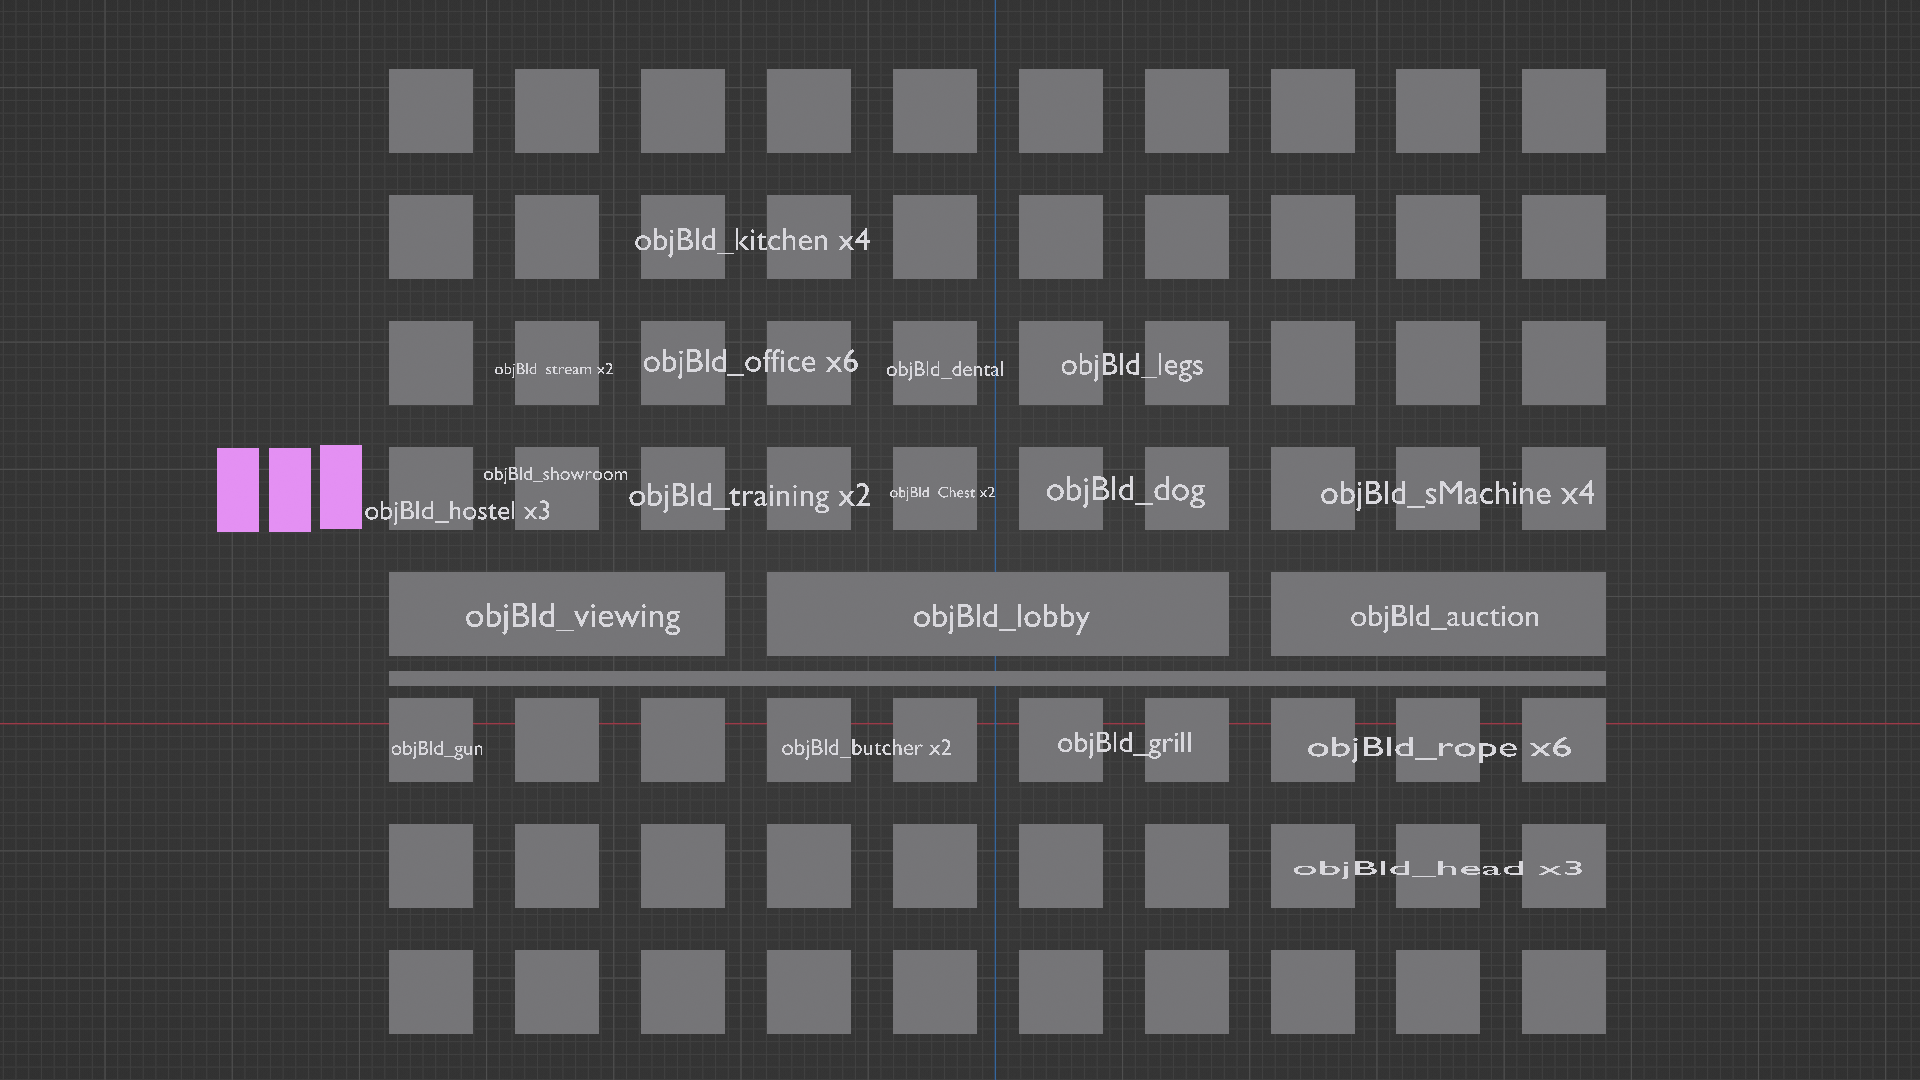 objBld_kitchen x4
objBld_stream x2
objBld_office x6
objBld_dental
objBld_legs
objBld_showroom
objBld_hostel x3
objBld_training x2
objBld_Chest x2
objBld_dog
objBld_sMachine x4
objBld_viewing
objBld_lobby
objBld_auction
objBld_gun
objBld_butcher x2
objBld_grill
objBld_rope x6
objBld_head x3